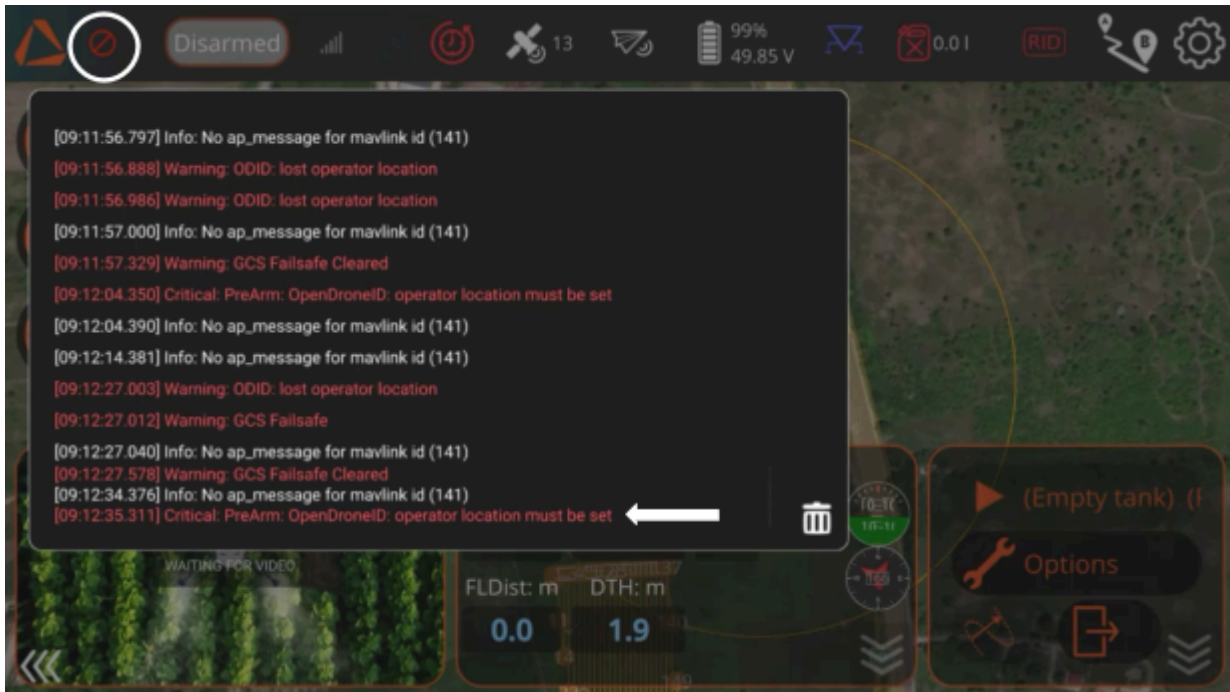 Disarmed 13 99% 0.0 l RID A B
49.85 V
[09:11:56.797] Info: No ap_message for mavlink id (141)
[09:11:56.888] Warning: ODID: lost operator location
[09:11:56.986] Warning: ODID: lost operator location
[09:11:57.000] Info: No ap_message for mavlink id (141)
[09:11:57.329] Warning: GCS Failsafe Cleared
[09:12:04.350] Critical: PreArm: OpenDroneID: operator location must be set
[09:12:04.390] Info: No ap_message for mavlink id (141)
[09:12:14.381] Info: No ap_message for mavlink id (141)
[09:12:27.003] Warning: ODID: lost operator location
[09:12:27.012] Warning: GCS Failsafe
[09:12:27.040] Info: No ap_message for mavlink id (141)
[09:12:27.578] Warning: GCS Failsafe Cleared
[09:12:34.376] Info: No ap_message for mavlink id (141)
[09:12:35.311] Critical: PreArm: OpenDroneID: operator location must be set
(Empty tank) (F
Options
WAITING FOR VIDEO
FLDist: m DTH: m
0.0 1.9